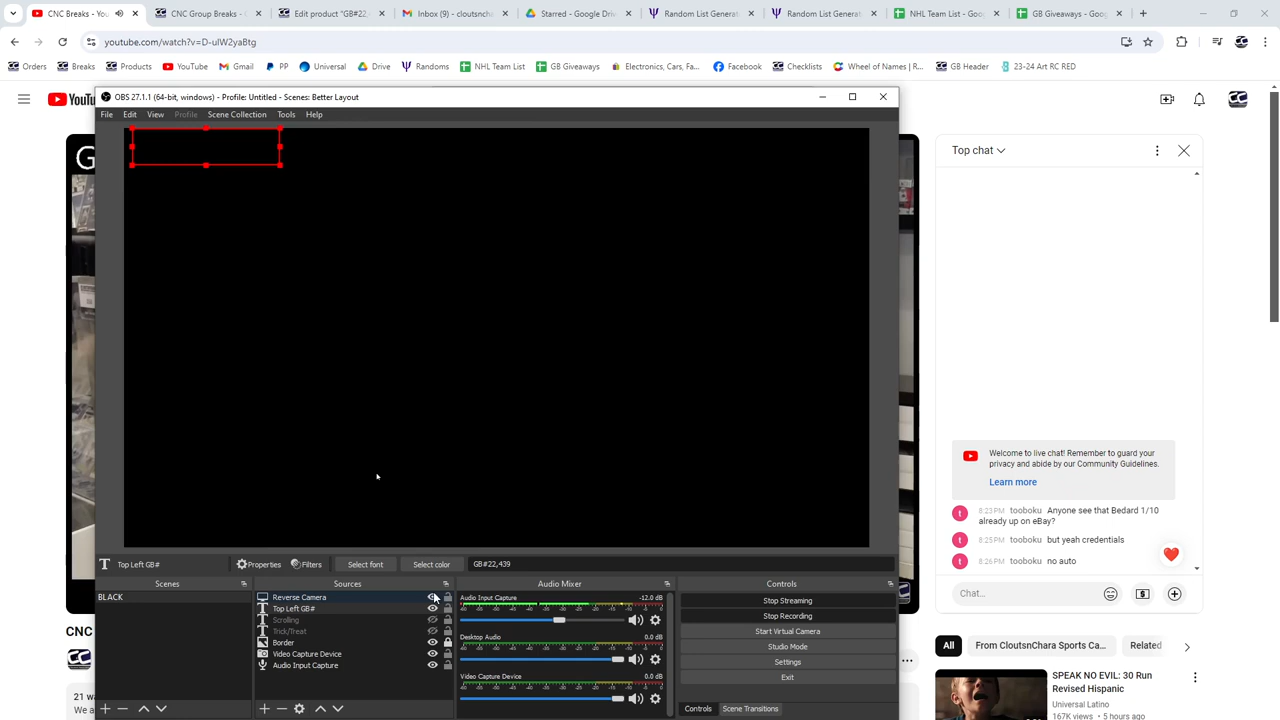 CNC Breaks - You
CNC Group Breaks -
Edit product "GB#22,
Inbox (9) - cloutsncha
Starred - Google Driv
Random List Generat
Random List Generat
NHL Team List - Goog
GB Giveaways - Goog
youtube.com/watch?v=D-uIW2yaBtg
Orders Breaks Products YouTube Gmail PP Universal Drive Randoms NHL Team List GB Giveaways Electronics, Cars, Fa... Facebook Checklists Wheel of Names | R... GB Header 23-24 Art RC RED
OBS 27.1.1 (64-bit, windows) - Profile: Untitled - Scenes: Better Layout
File Edit View Profile Scene Collection Tools Help
Top chat
Welcome to live chat! Remember to guard your
privacy and abide by our Community Guidelines.
Learn more
8:23 PM tooboku Anyone see that Bedard 1/10
already up on eBay?
8:25 PM tooboku but yeah credentials
8:26 PM tooboku no auto
Chat...
Top Left GB# Properties Filters Select font Select color GB#22,439
Scenes Sources Audio Mixer Controls
BLACK
Reverse Camera
Top Left GB#
Scrolling
Trick/Treat
Border
Video Capture Device
Audio Input Capture
Audio Input Capture -12.0 dB
Desktop Audio 0.0 dB
Video Capture Device 0.0 dB
Start Streaming
Stop Recording
Start Virtual Camera
Studio Mode
Settings
Exit
Controls Scene Transitions
CNC
21 wa
We a
All From CloutsnChara Sports Ca... Related
SPEAK NO EVIL: 30 Run
Revised Hispanic
Universal Latino
167K views • 5 hours ago